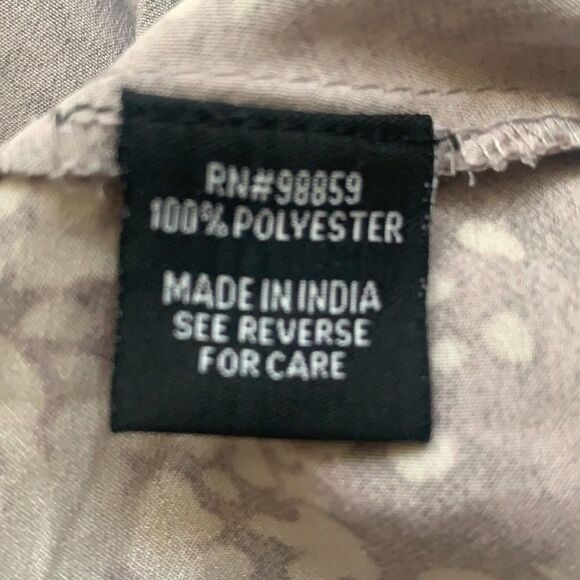 RN#98859
100% POLYESTER
MADE IN INDIA
SEE REVERSE
FOR CARE